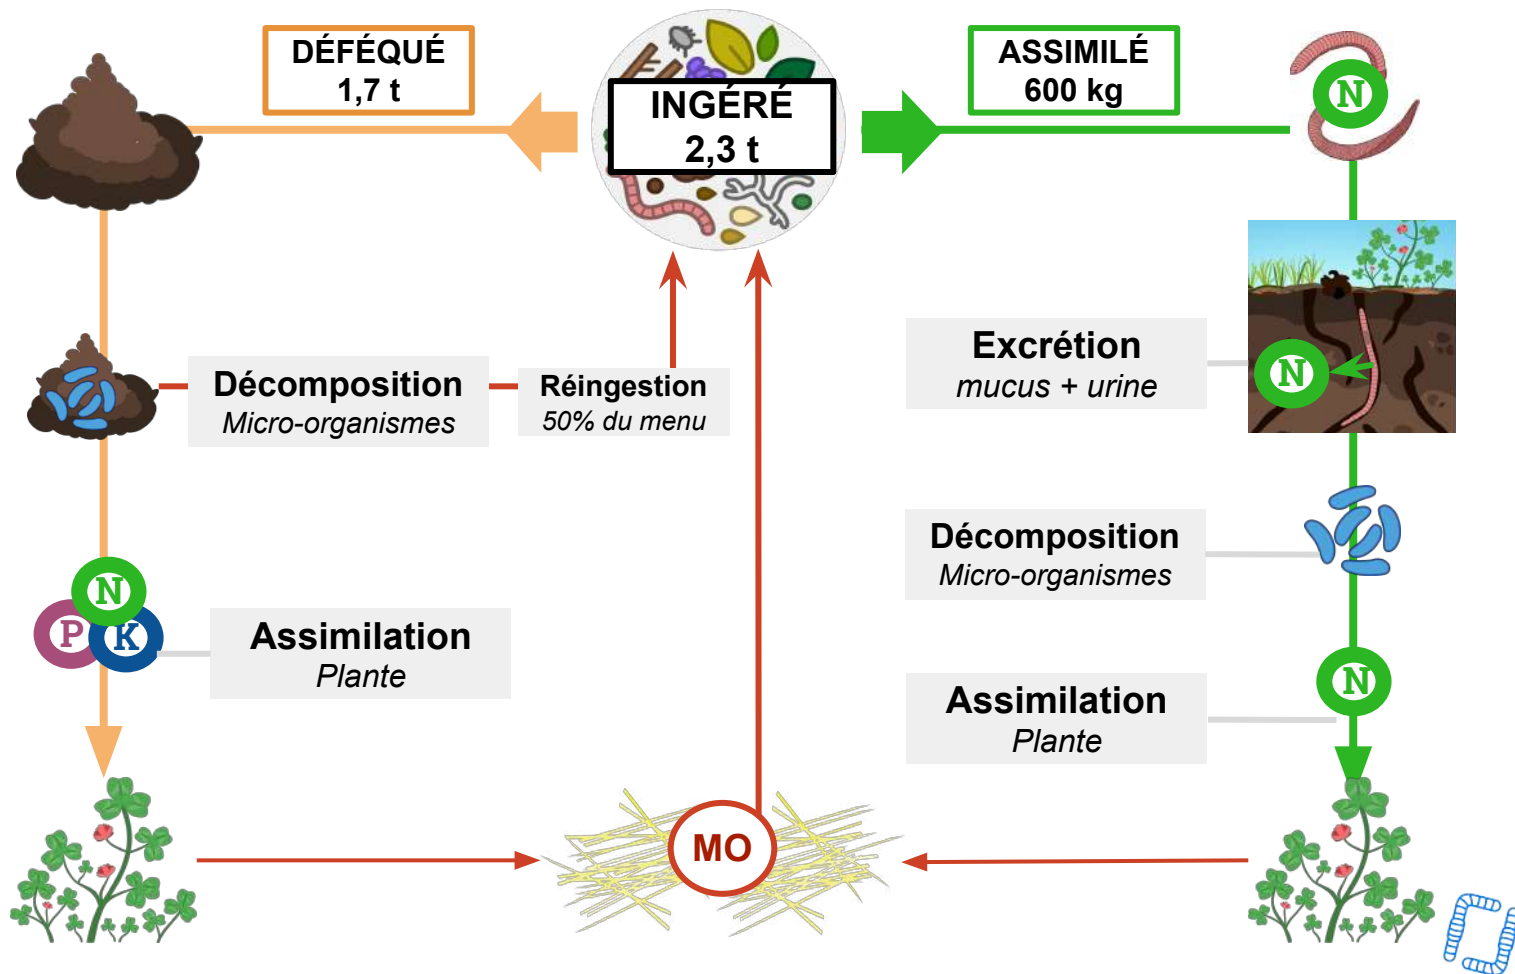 DÉFÉQUÉ
1,7 t
INGÉRÉ
2,3 t
ASSIMILÉ
600 kg
N
Excrétion
mucus + urine
N
Décomposition
Micro-organismes
Réingestion
50% du menu
Décomposition
Micro-organismes
N
P
K
Assimilation
Plante
N
Assimilation
Plante
MO